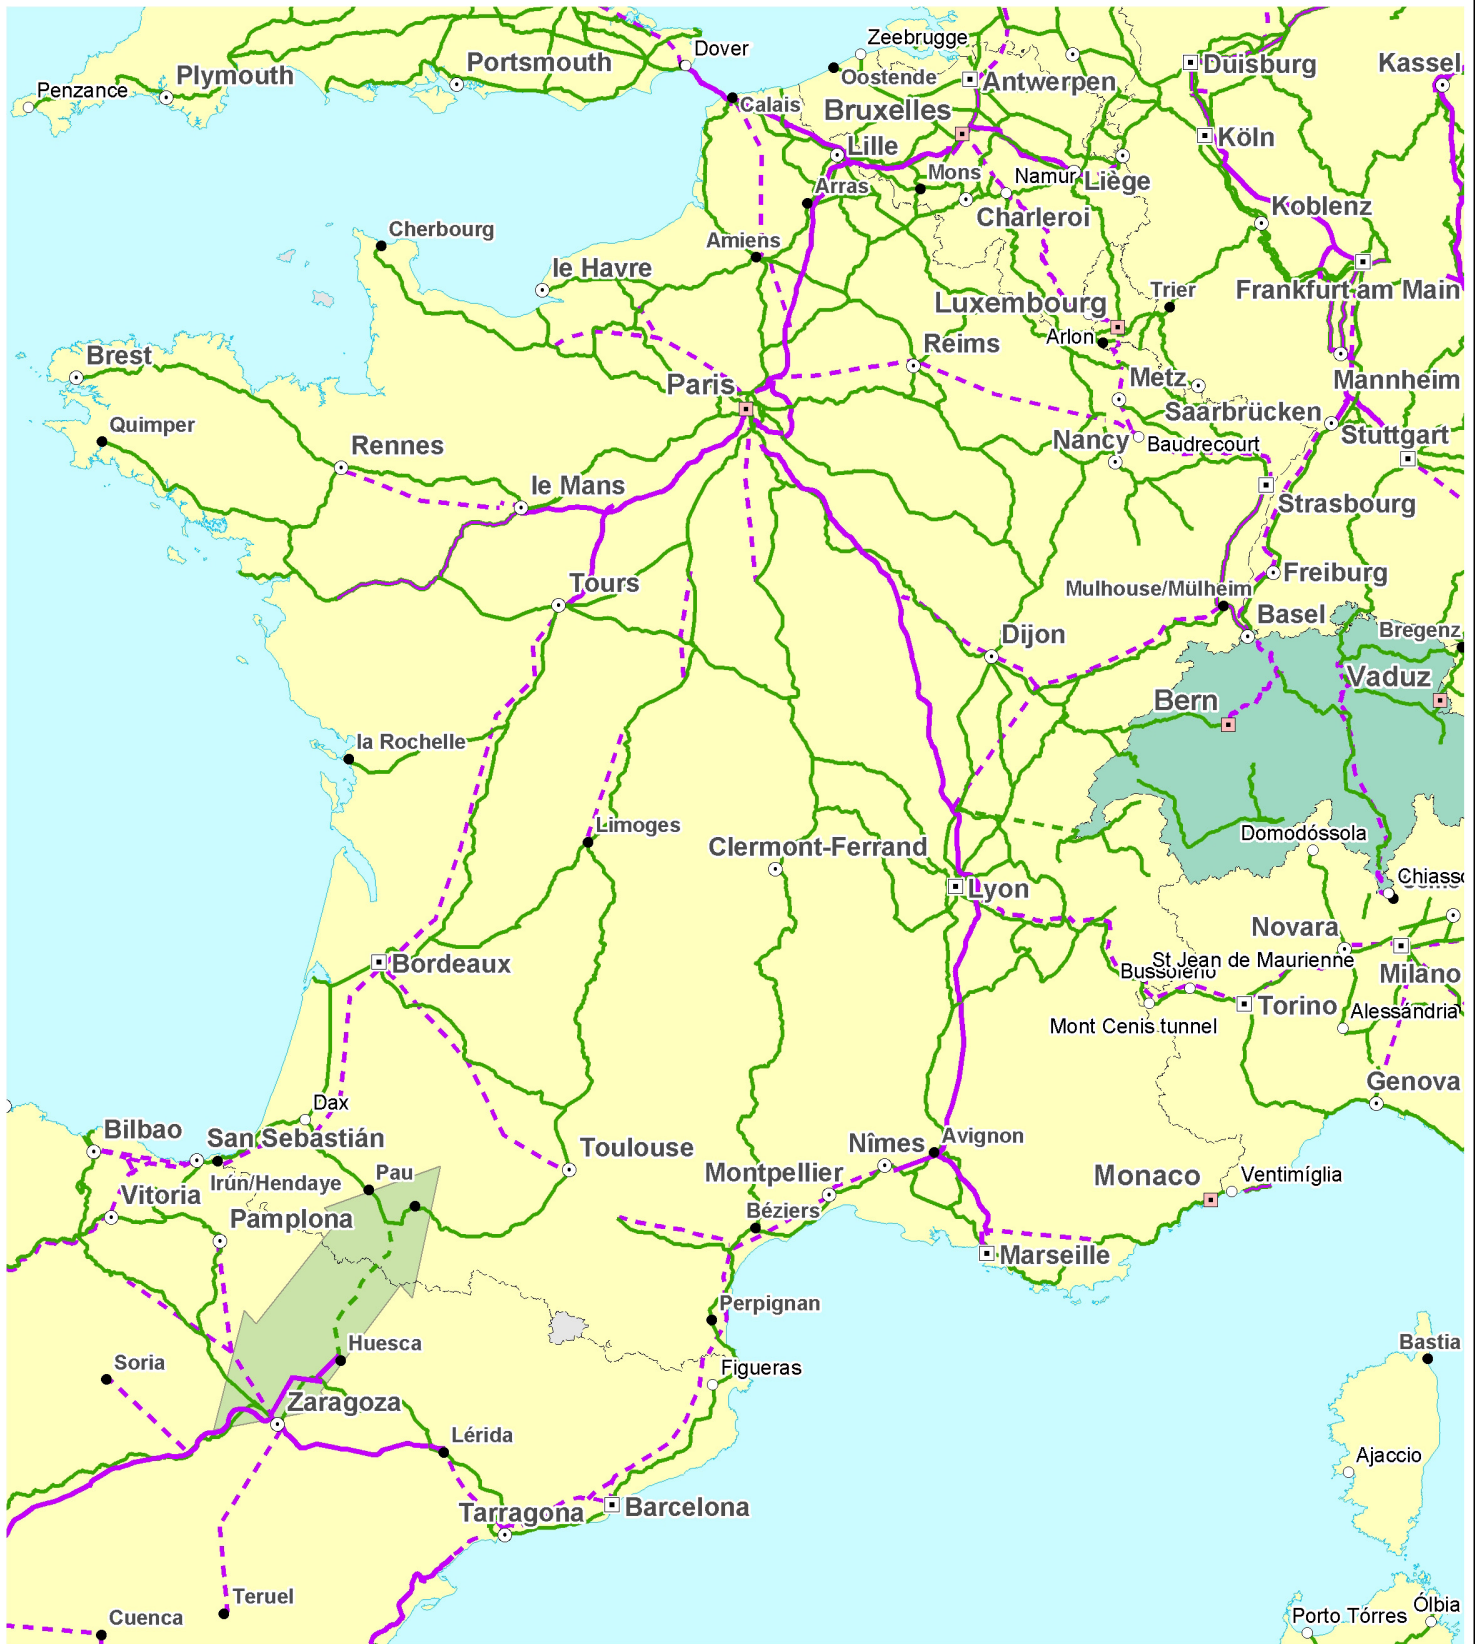 Zeebrugge
Dover
Portsmouth
Duisburg
Kassel
Plymouth
Oostende
Antwerpen
Penzance
Calais
Bruxelles
Köln
Lille
Mons
Namur
Liège
Arras
Koblenz
Charleroi
Cherbourg
Amiens
le Havre
Trier
Frankfurt am Main
Luxembourg
Arlon
Reims
Brest
Metz
Mannheim
Paris
Saarbrücken
Quimper
Stuttgart
Rennes
Nancy
Baudrecourt
le Mans
Strasbourg
Freiburg
Tours
Mulhouse/Mülheim
Basel
Dijon
Bregenz
Vaduz
Bern
la Rochelle
Limoges
Domodóssola
Clermont-Ferrand
Chiasso
Lyon
Novara
Bordeaux
St Jean de Maurienne
Bussoleno
Milano
Torino
Alessándria
Mont Cenis tunnel
Genova
Dax
Bilbao
San Sebastián
Avignon
Nîmes
Toulouse
Pau
Montpellier
Monaco
Ventimíglia
Irún/Hendaye
Vitoria
Béziers
Pamplona
Marseille
Perpignan
Huesca
Bastia
Soria
Figueras
Zaragoza
Lérida
Ajaccio
Tarragona
Barcelona
Teruel
Ólbia
Cuenca
Porto Tórres